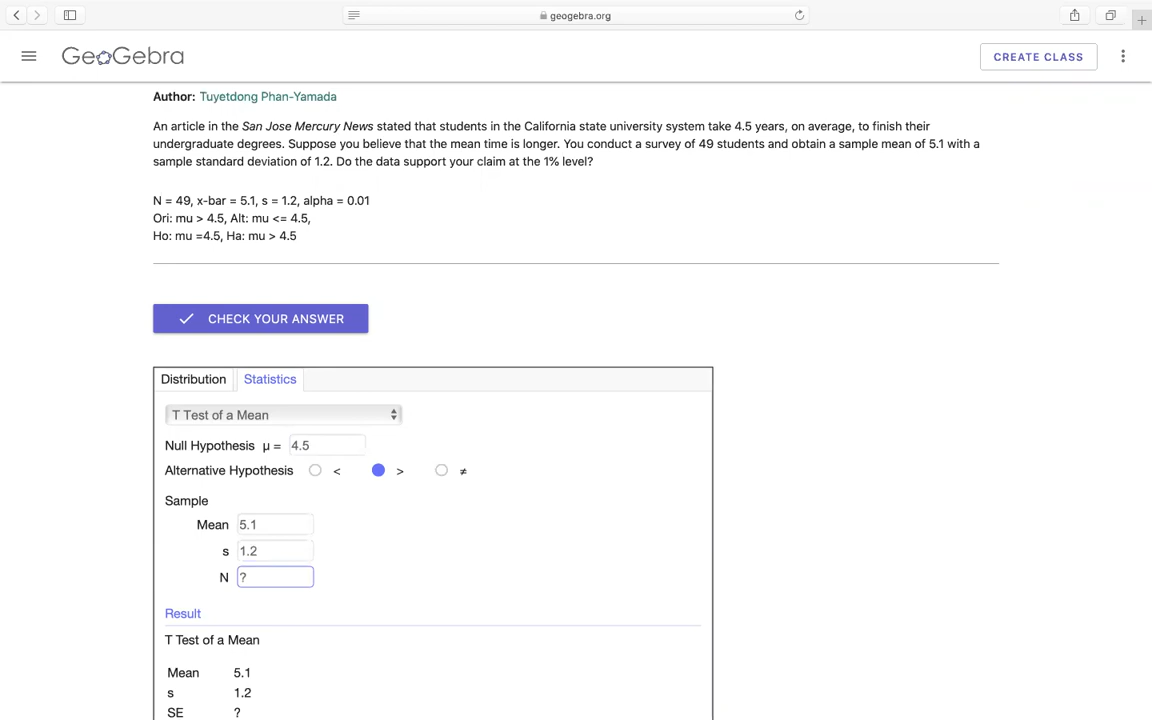 geogebra.org
GeoGebra
CREATE CLASS
Author: Tuyetdong Phan-Yamada
An article in the San Jose Mercury News stated that students in the California state university system take 4.5 years, on average, to finish their
undergraduate degrees. Suppose you believe that the mean time is longer. You conduct a survey of 49 students and obtain a sample mean of 5.1 with a
sample standard deviation of 1.2. Do the data support your claim at the 1% level?
N = 49, x-bar = 5.1, s = 1.2, alpha = 0.01
Ori: mu > 4.5, Alt: mu <= 4.5,
Ho: mu =4.5, Ha: mu > 4.5
CHECK YOUR ANSWER
Distribution Statistics
T Test of a Mean
Null Hypothesis μ = 4.5
Alternative Hypothesis < > ≠
Sample
Mean 5.1
s 1.2
N ?
Result
T Test of a Mean
Mean 5.1
s 1.2
SE ?